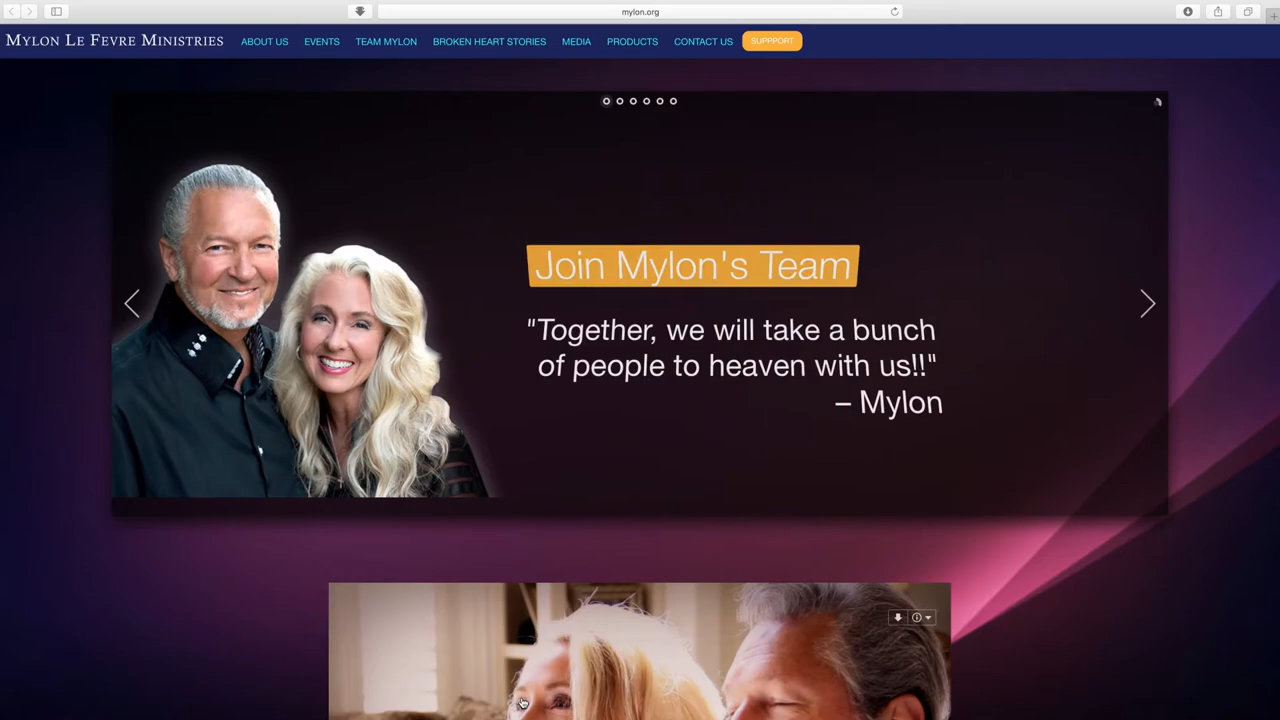 mylon.org
MYLON LE FEVRE MINISTRIES ABOUT US EVENTS TEAM MYLON BROKEN HEART STORIES MEDIA PRODUCTS CONTACT US SUPPPORT
Join Mylon's Team
"Together, we will take a bunch
of people to heaven with us!!"
– Mylon